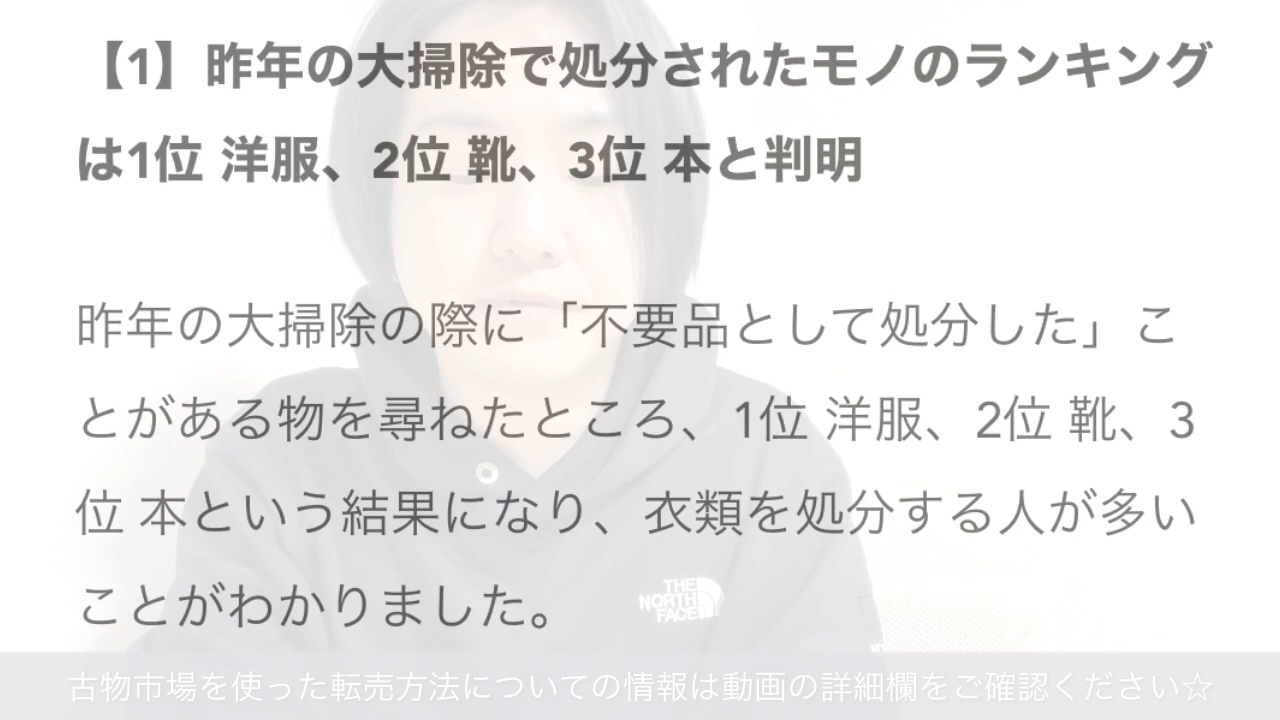 【1】昨年の大掃除で処分されたモノのランキング
は1位 洋服、2位 靴、3位 本と判明
昨年の大掃除の際に「不要品として処分した」こ
とがある物を尋ねたところ、1位 洋服、2位 靴、3
位 本という結果になり、衣類を処分する人が多い
ことがわかりました。
THE
NORTH
FACE
古物市場を使った転売方法についての情報は動画の詳細欄をご確認ください☆